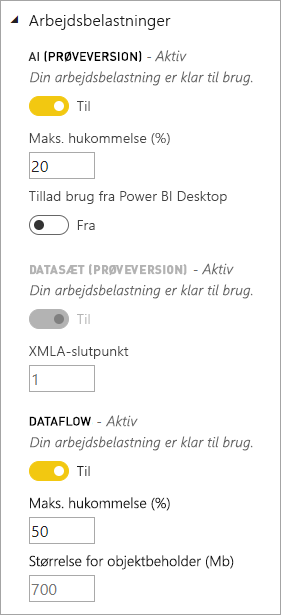 Arbejdsbelastninger
AI (PRØVEVERSION) - Aktiv
Din arbejdsbelastning er klar til brug.
Til
Maks. hukommelse (%)
20
Tillad brug fra Power BI Desktop
Fra
DATASÆT (PRØVEVERSION) - Aktiv
Din arbejdsbelastning er klar til brug.
Til
XMLA-slutpunkt
1
DATAFLOW - Aktiv
Din arbejdsbelastning er klar til brug.
Til
Maks. hukommelse (%)
50
Størrelse for objektbeholder (Mb)
700